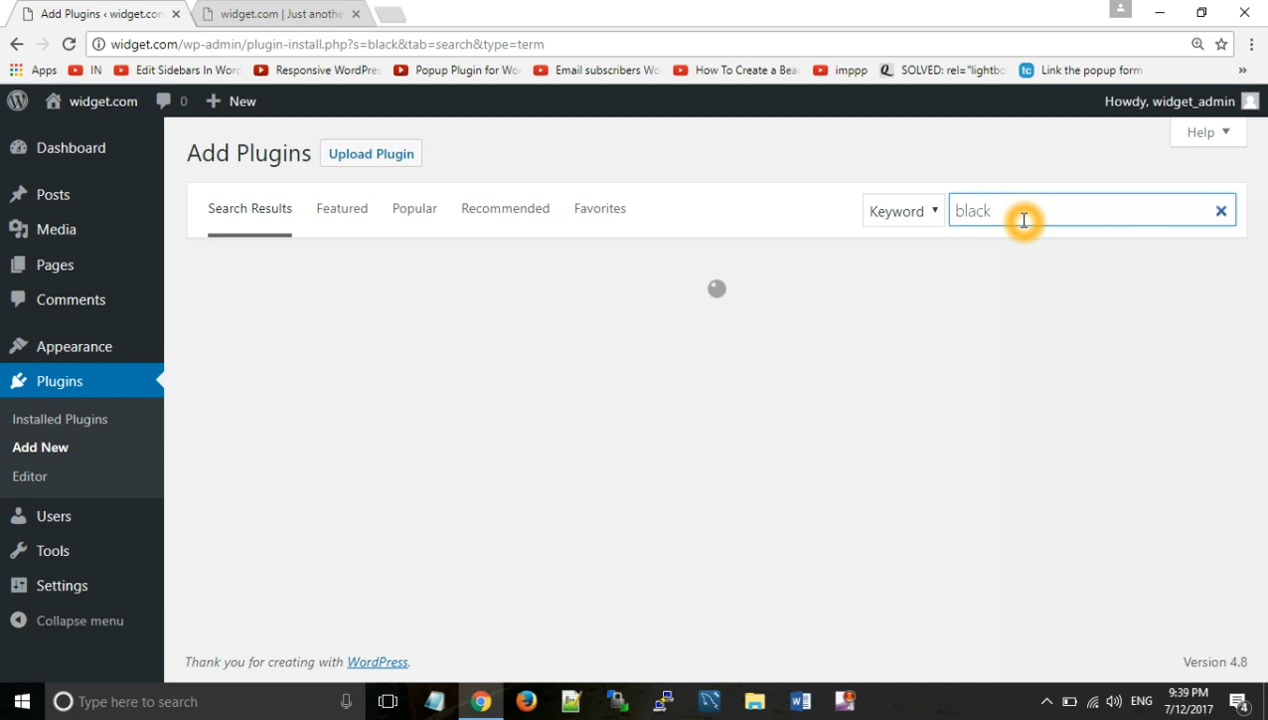 Add Plugins ‹ widget.con
widget.com | Just anothe
widget.com/wp-admin/plugin-install.php?s=black&tab=search&type=term
Apps IN Edit Sidebars In Word Responsive WordPres Popup Plugin for Wo Email subscribers Wo How To Create a Bea imppp SOLVED: rel="lightbo Link the popup form »
widget.com 0 New Howdy, widget_admin
Help
Dashboard
Posts
Media
Pages
Comments
Appearance
Plugins
Installed Plugins
Add New
Editor
Users
Tools
Settings
Collapse menu
Add Plugins Upload Plugin
Search Results Featured Popular Recommended Favorites Keyword black
Thank you for creating with WordPress. Version 4.8
Type here to search
ENG
9:39 PM
7/12/2017
4